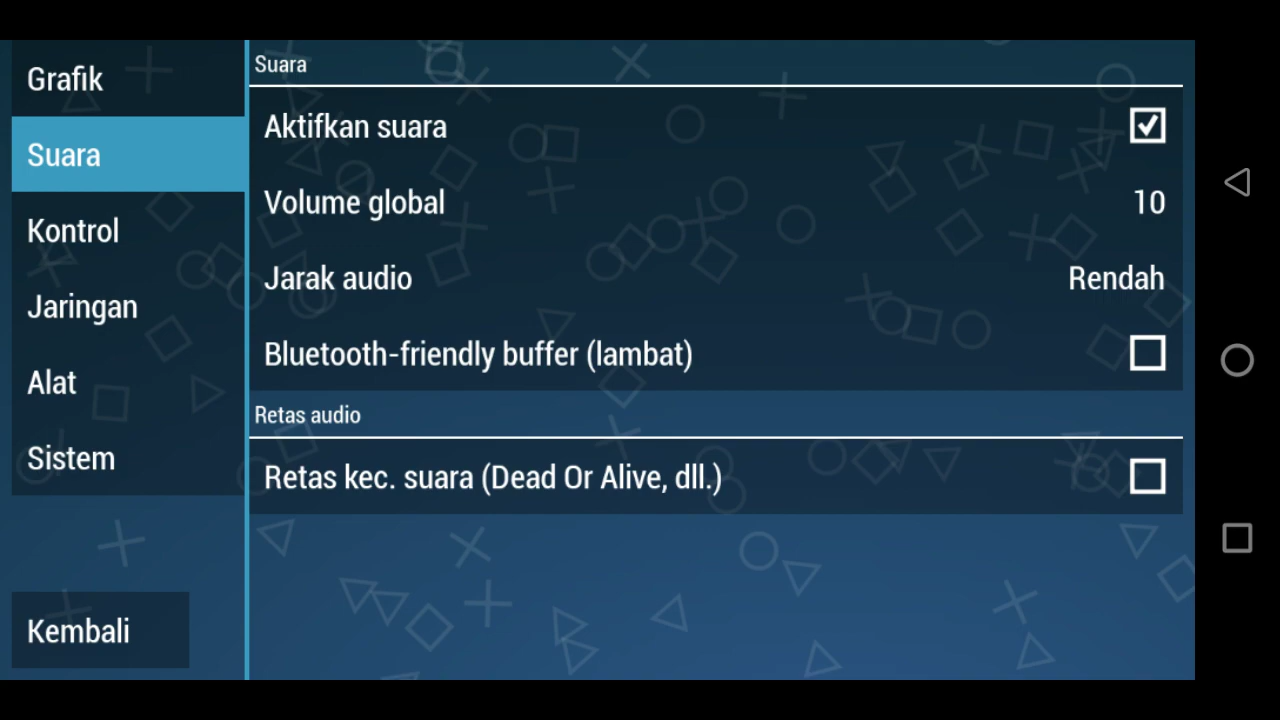 Grafik
Suara
Kontrol
Jaringan
Alat
Sistem
Kembali
Suara
Aktifkan suara
Volume global 10
Jarak audio Rendah
Bluetooth-friendly buffer (lambat)
Retas audio
Retas kec. suara (Dead Or Alive, dll.)